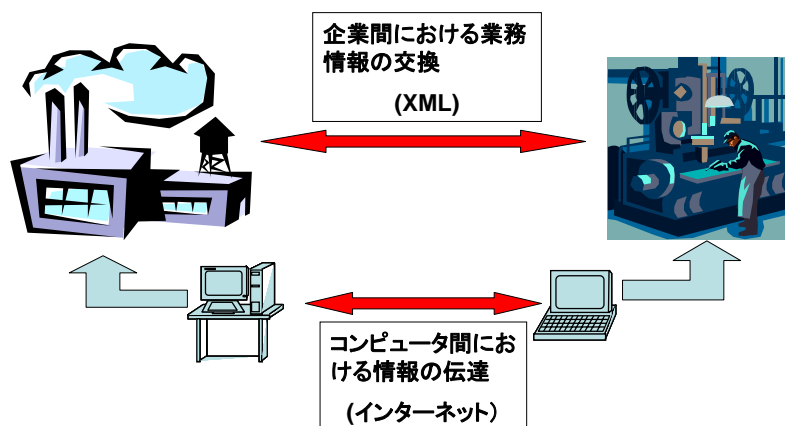 企業間における業務
情報の交換
(XML)
コンピュータ間にお
ける情報の伝達
(インターネット）